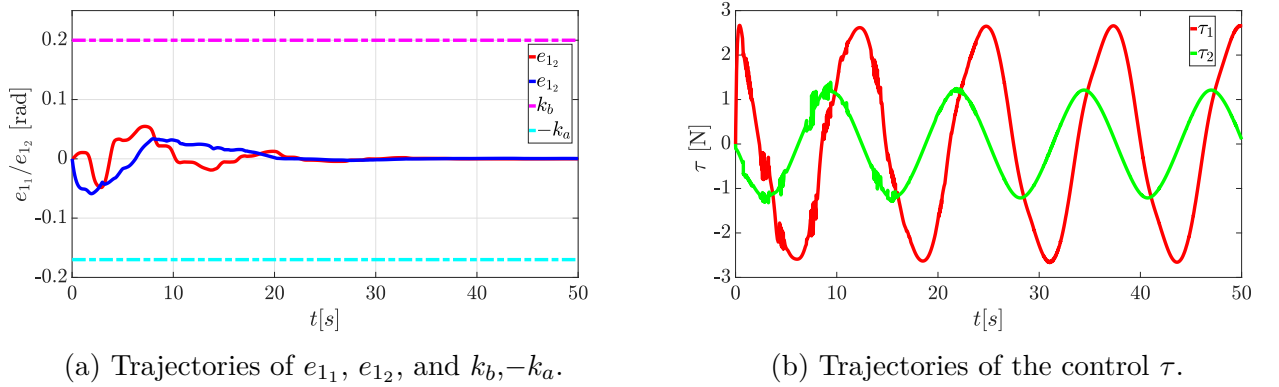 0.2
0.1
0
-0.1
-0.2
e_{1_1}/e_{1_2} [rad]
e_{1_2}
e_{1_2}
k_b
-k_a
0 10 20 30 40 50
t[s]
(a) Trajectories of e_{1_1}, e_{1_2}, and k_b,-k_a.
3
2
1
0
-1
-2
-3
τ [N]
τ_1
τ_2
0 10 20 30 40 50
t[s]
(b) Trajectories of the control τ.